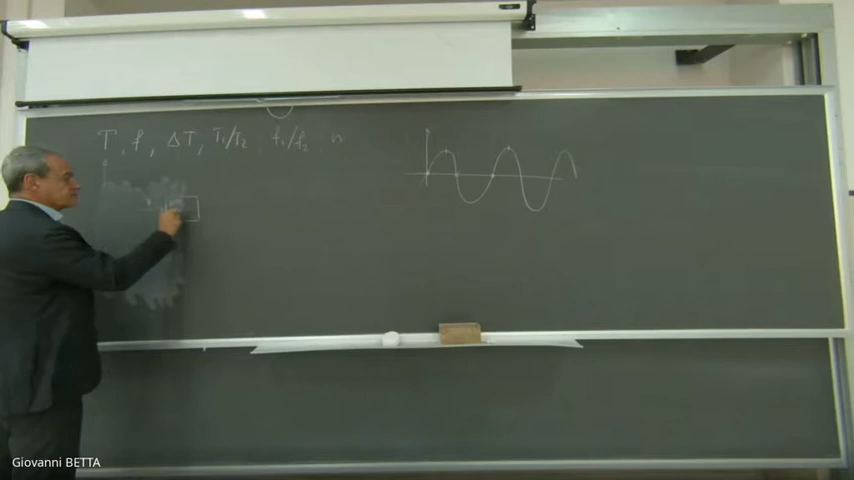 T, f, ΔT, T₁/T₂, f₁/f₂ n
Giovanni BETTA